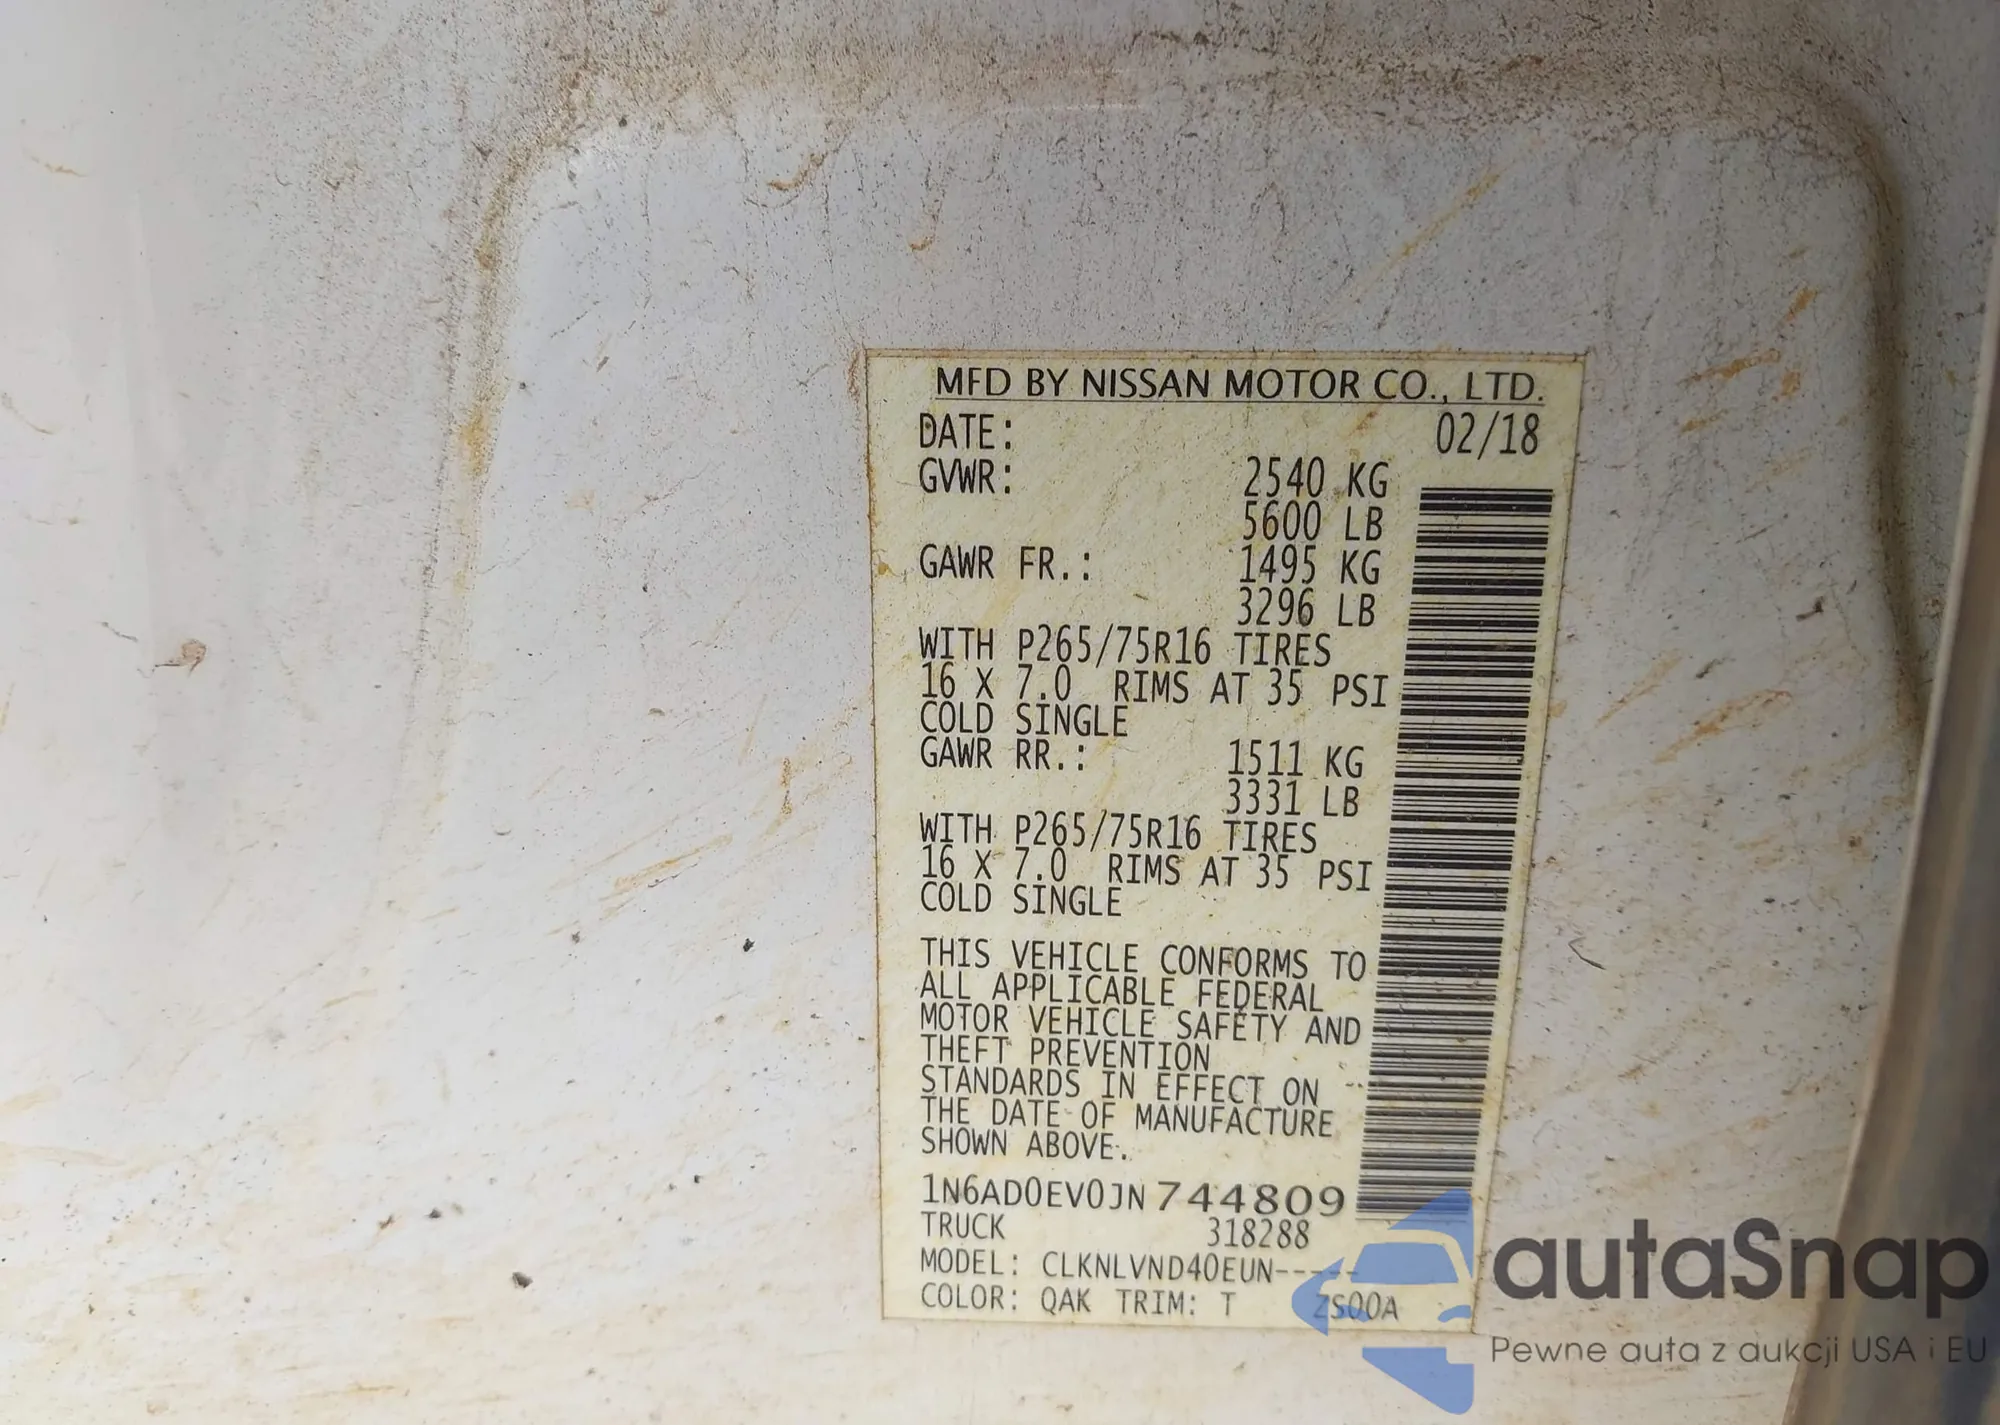 MFD BY NISSAN MOTOR CO., LTD.
DATE: 02/18
GVWR: 2540 KG
5600 LB
GAWR FR.: 1495 KG
3296 LB
WITH P265/75R16 TIRES
16 X 7.0 RIMS AT 35 PSI
COLD SINGLE
GAWR RR.: 1511 KG
3331 LB
WITH P265/75R16 TIRES
16 X 7.0 RIMS AT 35 PSI
COLD SINGLE
THIS VEHICLE CONFORMS TO
ALL APPLICABLE FEDERAL
MOTOR VEHICLE SAFETY AND
THEFT PREVENTION
STANDARDS IN EFFECT ON
THE DATE OF MANUFACTURE
SHOWN ABOVE.
1N6AD0EV0JN744809
TRUCK 318288
MODEL: CLKNLVND40EUN-----
COLOR: QAK TRIM: T ZS00A
autaSnap
Pewne auta z aukcji USA i EU